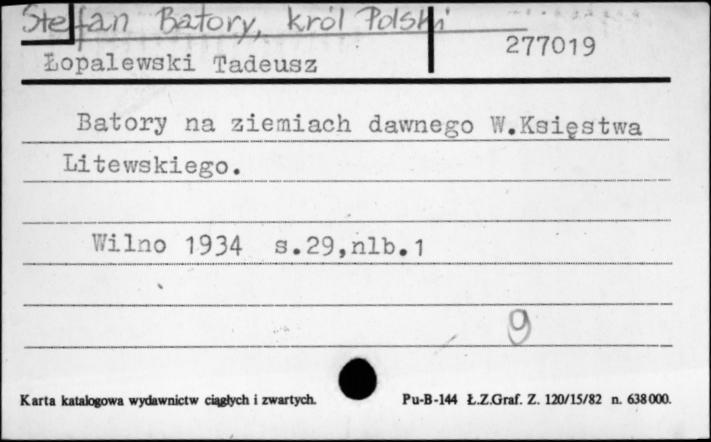 Stefan Batory, król Polski
277019
Łopalewski Tadeusz
Batory na ziemiach dawnego W.Księstwa
Litewskiego.
Wilno 1934 s.29,nlb.1
9
Karta katalogowa wydawnictw ciągłych i zwartych.
Pu-B-144 Ł.Z.Graf. Z. 120/15/82 n. 638000.